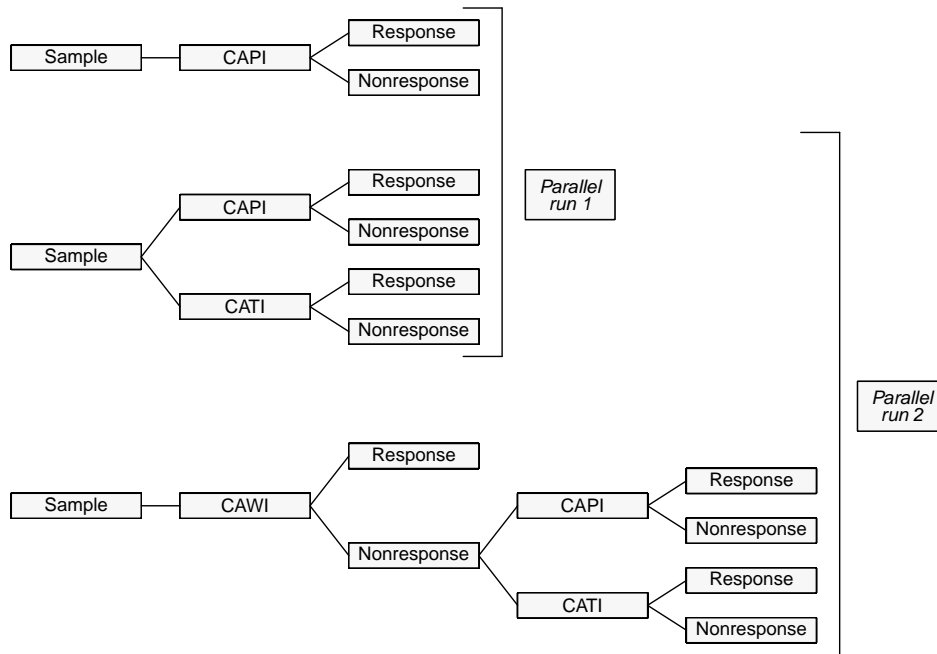 Response
Sample
CAPI
Nonresponse
Response
Parallel
run 1
CAPI
Nonresponse
Sample
Response
CATI
Nonresponse
Parallel
run 2
Response
Response
Sample
CAWI
CAPI
Nonresponse
Nonresponse
Response
CATI
Nonresponse